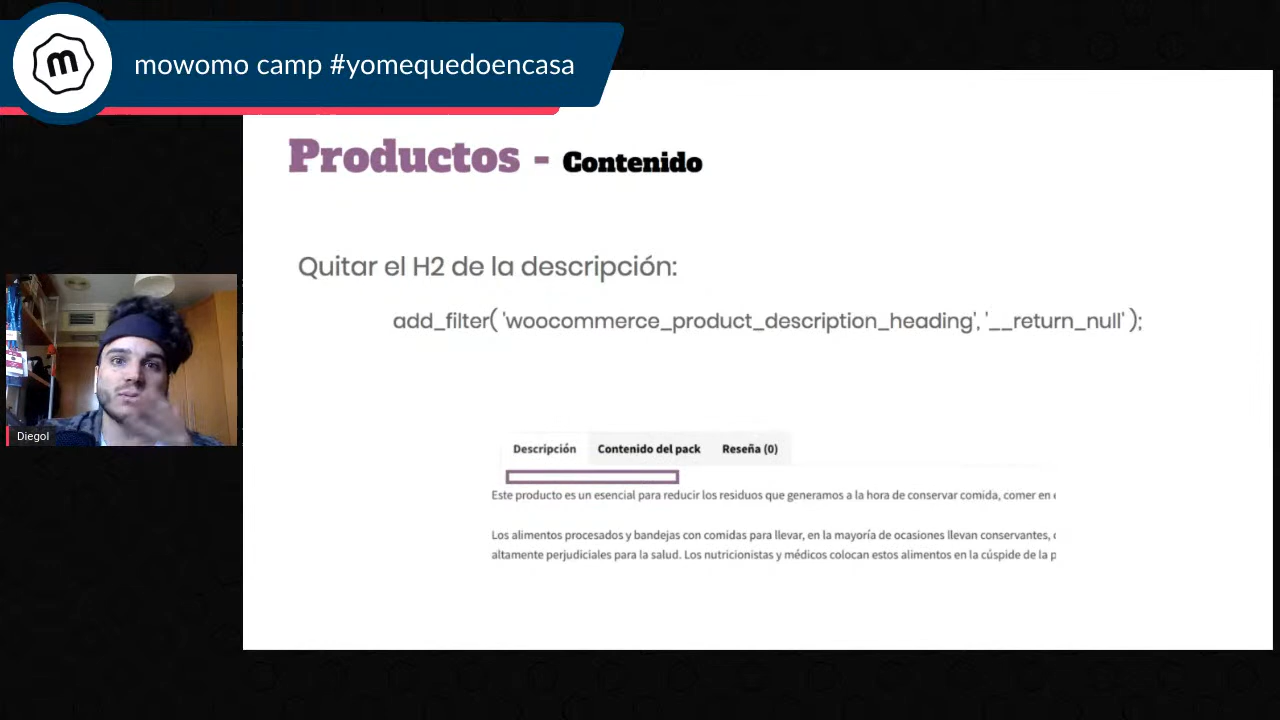 mowomo camp #yomequedoencasa
Productos - Contenido
Quitar el H2 de la descripción:
add_filter( 'woocommerce_product_description_heading', '__return_null' );
Diegol
Descripción Contenido del pack Reseña (0)
Este producto es un esencial para reducir los residuos que generamos a la hora de conservar comida, comer en
Los alimentos procesados y bandejas con comidas para llevar, en la mayoría de ocasiones llevan conservantes,
altamente perjudiciales para la salud. Los nutricionistas y médicos colocan estos alimentos en la cúspide de la